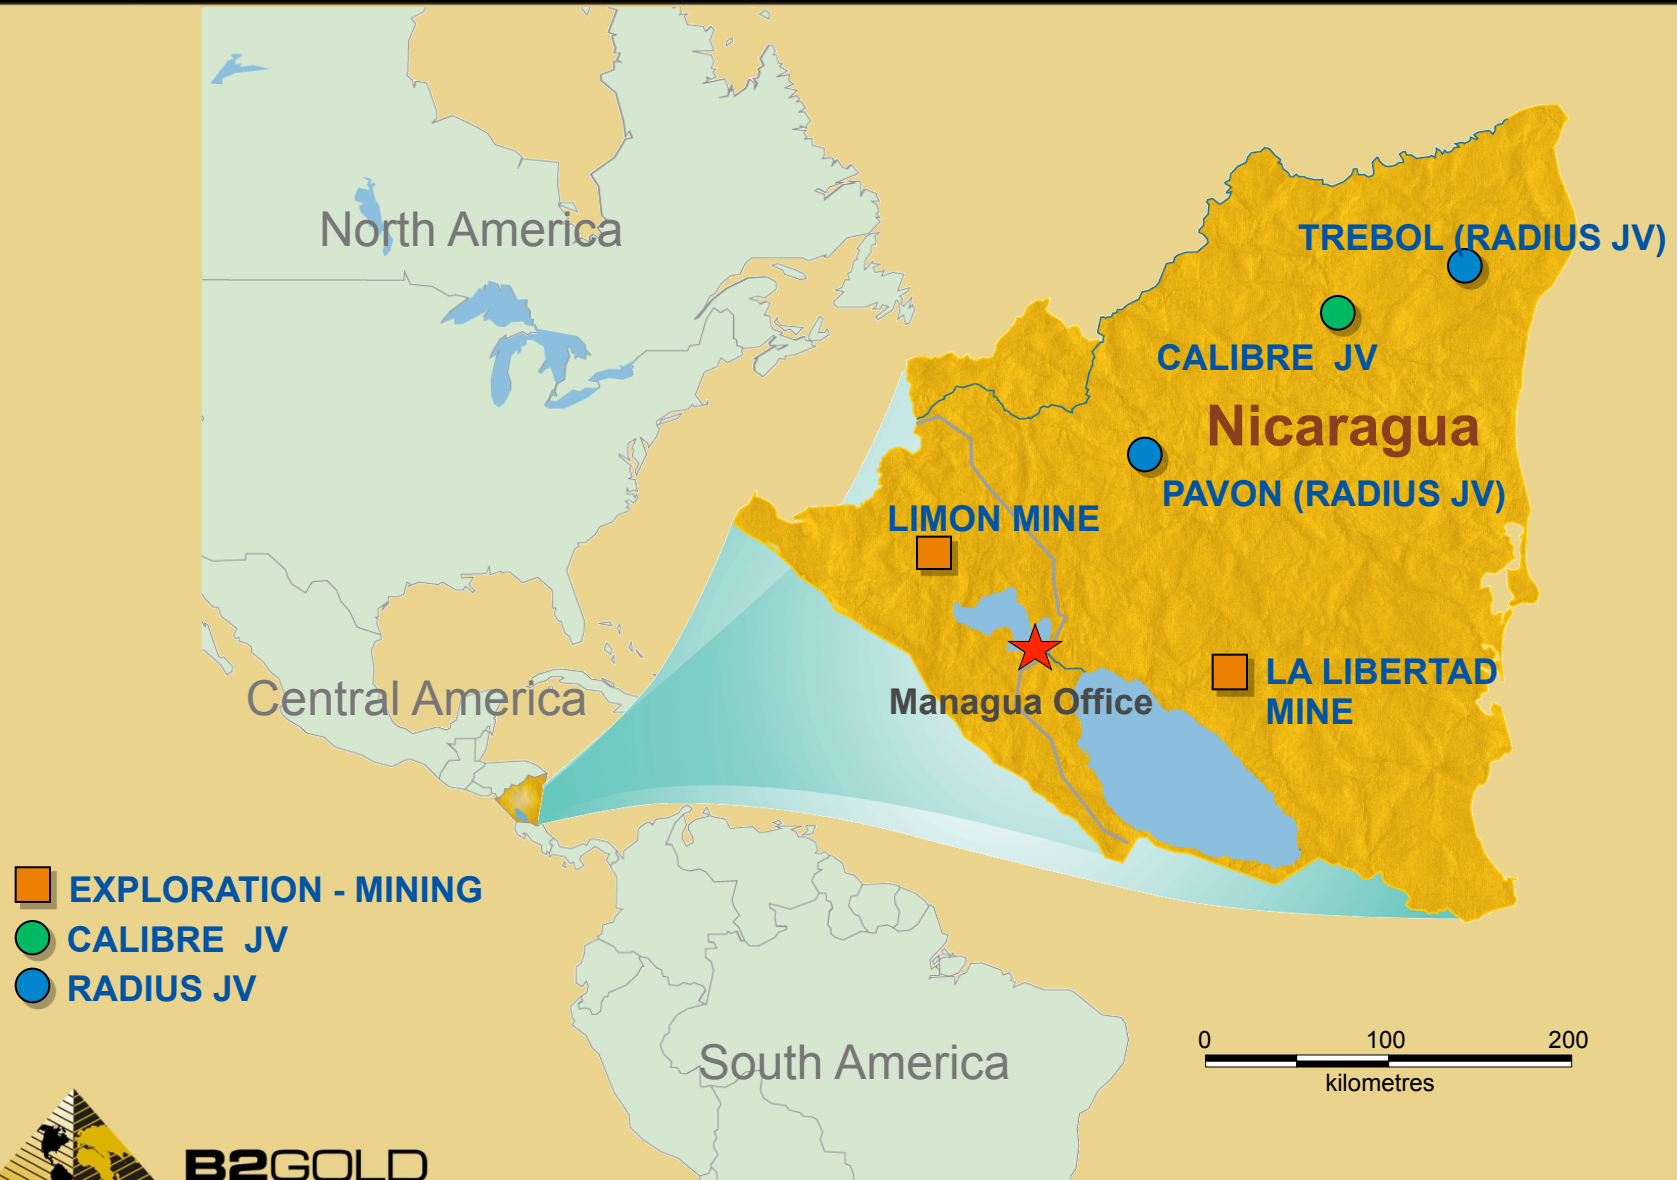 North America
TREBOL (RADIUS JV)
CALIBRE JV
Nicaragua
PAVON (RADIUS JV)
LIMON MINE
LA LIBERTAD
MINE
Central America
Managua Office
EXPLORATION - MINING
CALIBRE JV
RADIUS JV
South America
0 100 200
kilometres
B2GOLD